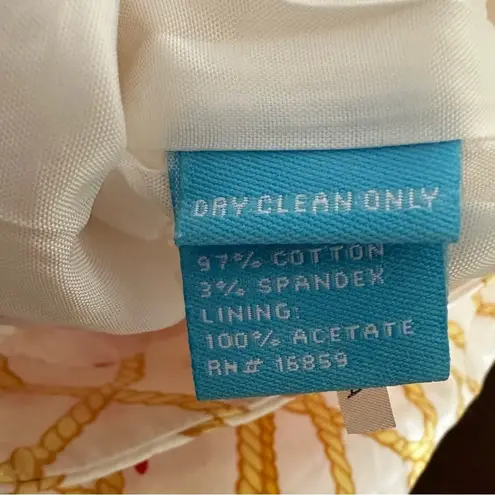 DRY CLEAN ONLY
97% COTTON
3% SPANDEX
LINING:
100% ACETATE
RN# 16859